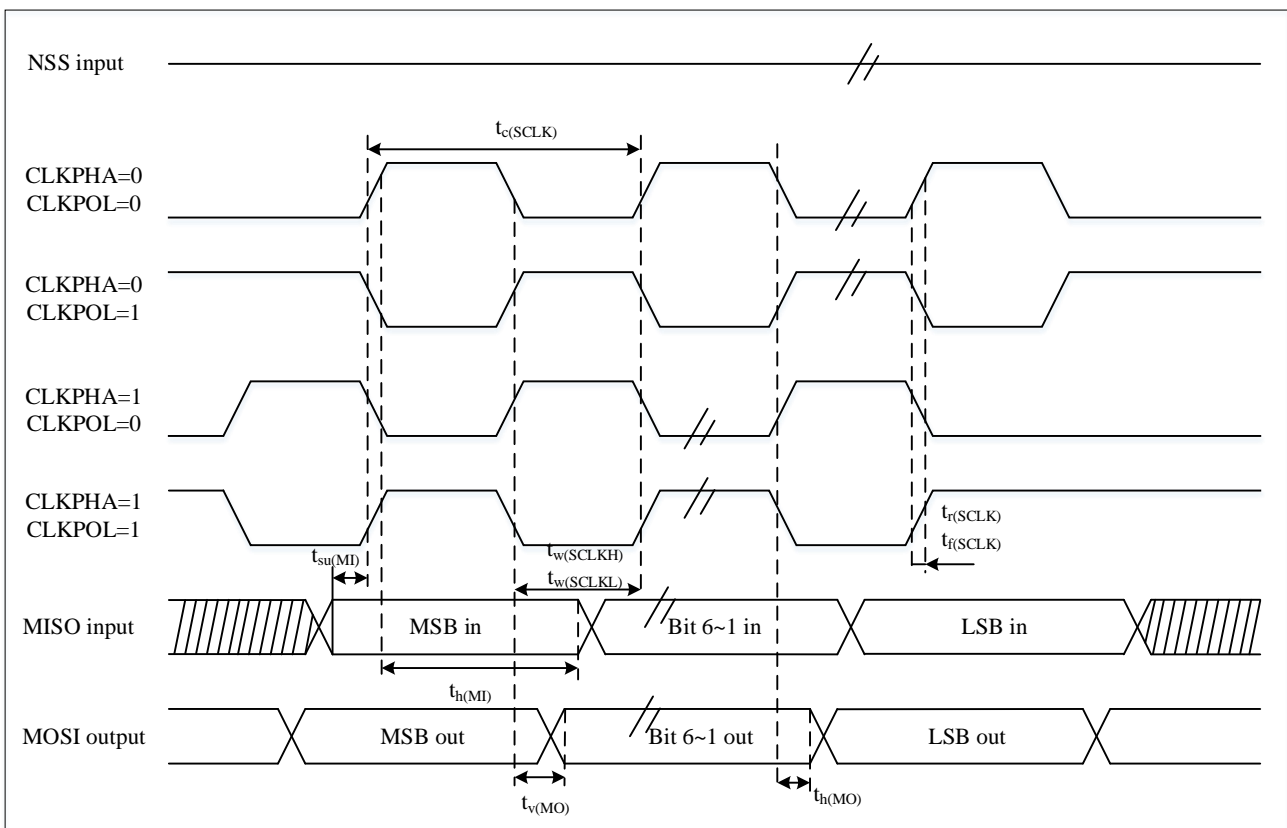 NSS input
tc(SCLK)
CLKPHA=0
CLKPOL=0
CLKPHA=0
CLKPOL=1
CLKPHA=1
CLKPOL=0
CLKPHA=1
CLKPOL=1
tr(SCLK)
tf(SCLK)
tsu(MI)
tw(SCLKH)
tw(SCLKL)
MISO input
MSB in
Bit 6~1 in
LSB in
th(MI)
MOSI output
MSB out
Bit 6~1 out
LSB out
tv(MO)
th(MO)